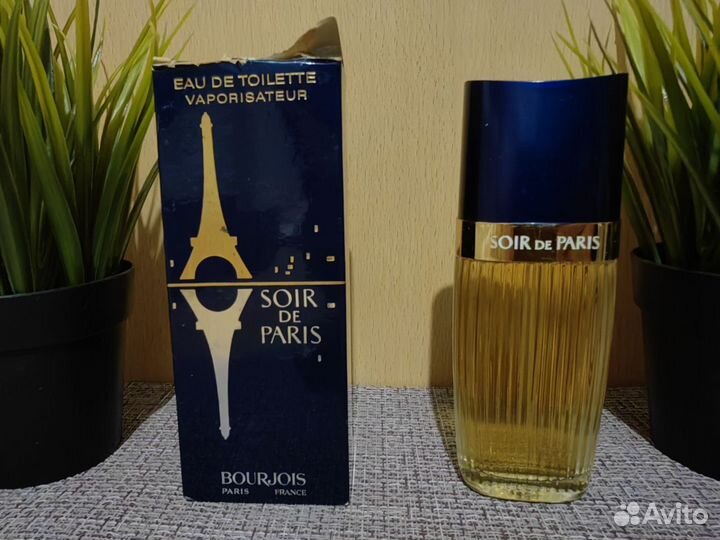 EAU DE TOILETTE
VAPORISATEUR
SOIR
DE
PARIS
BOURJOIS
PARIS FRANCE
SOIR DE PARIS
Avito